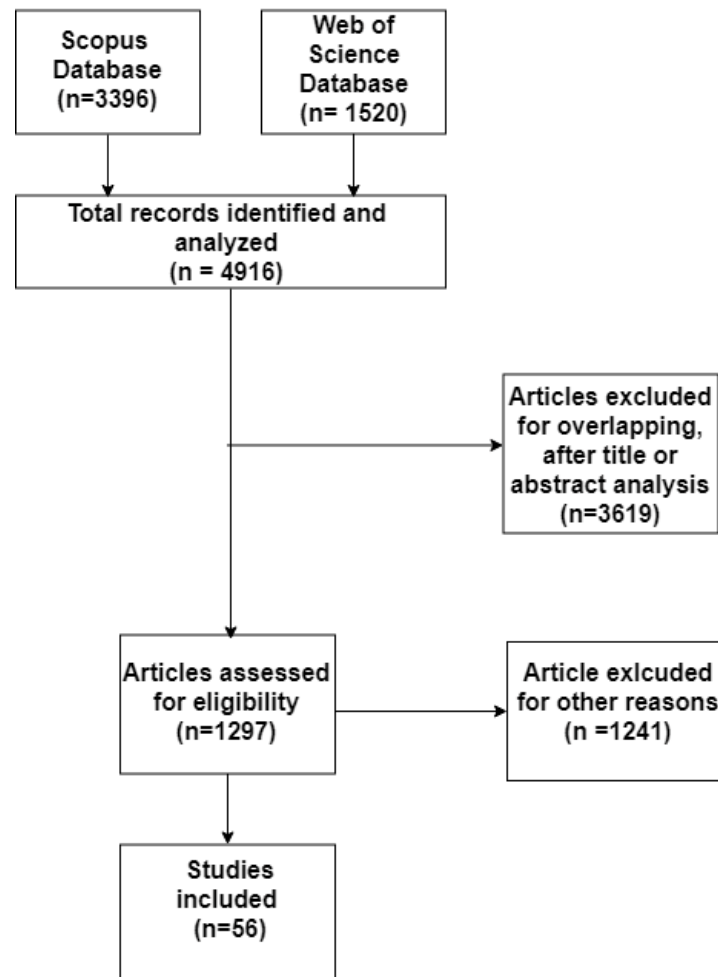 Scopus
Database
(n=3396)
Web of
Science
Database
(n= 1520)
Total records identified and
analyzed
(n = 4916)
Articles excluded
for overlapping,
after title or
abstract analysis
(n=3619)
Articles assessed
for eligibility
(n=1297)
Article exlcuded
for other reasons
(n =1241)
Studies
included
(n=56)